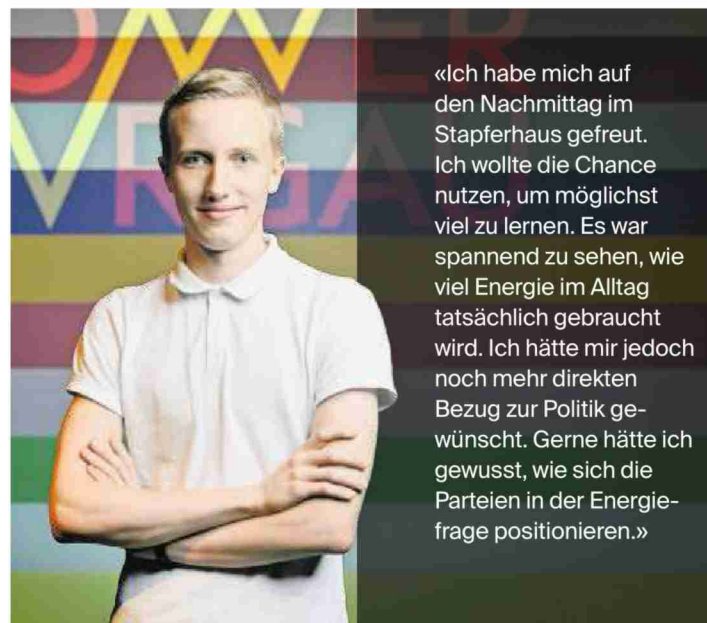 OWER
RGAU
«Ich habe mich auf
den Nachmittag im
Stapferhaus gefreut.
Ich wollte die Chance
nutzen, um möglichst
viel zu lernen. Es war
spannend zu sehen, wie
viel Energie im Alltag
tatsächlich gebraucht
wird. Ich hätte mir jedoch
noch mehr direkten
Bezug zur Politik ge-
wünscht. Gerne hätte ich
gewusst, wie sich die
Parteien in der Energie-
frage positionieren.»